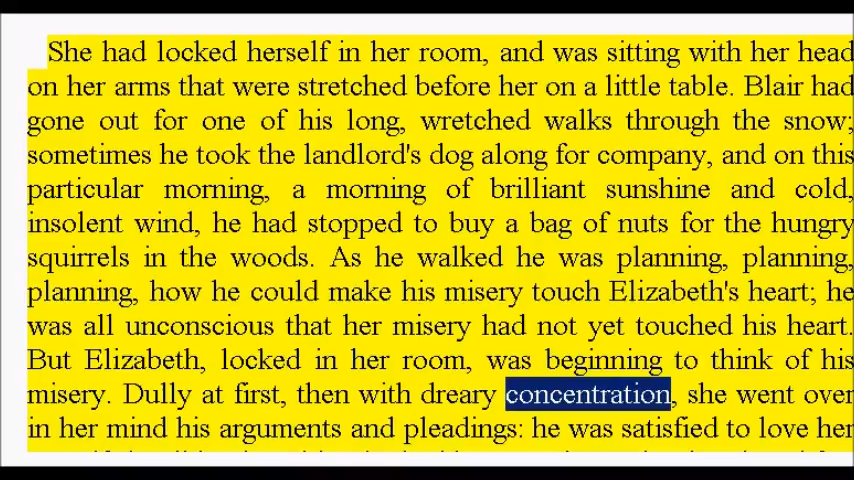 She had locked herself in her room, and was sitting with her head
on her arms that were stretched before her on a little table. Blair had
gone out for one of his long, wretched walks through the snow;
sometimes he took the landlord's dog along for company, and on this
particular morning, a morning of brilliant sunshine and cold,
insolent wind, he had stopped to buy a bag of nuts for the hungry
squirrels in the woods. As he walked he was planning, planning,
planning, how he could make his misery touch Elizabeth's heart; he
was all unconscious that her misery had not yet touched his heart.
But Elizabeth, locked in her room, was beginning to think of his
misery. Dully at first, then with dreary concentration, she went over
in her mind his arguments and pleadings: he was satisfied to love her